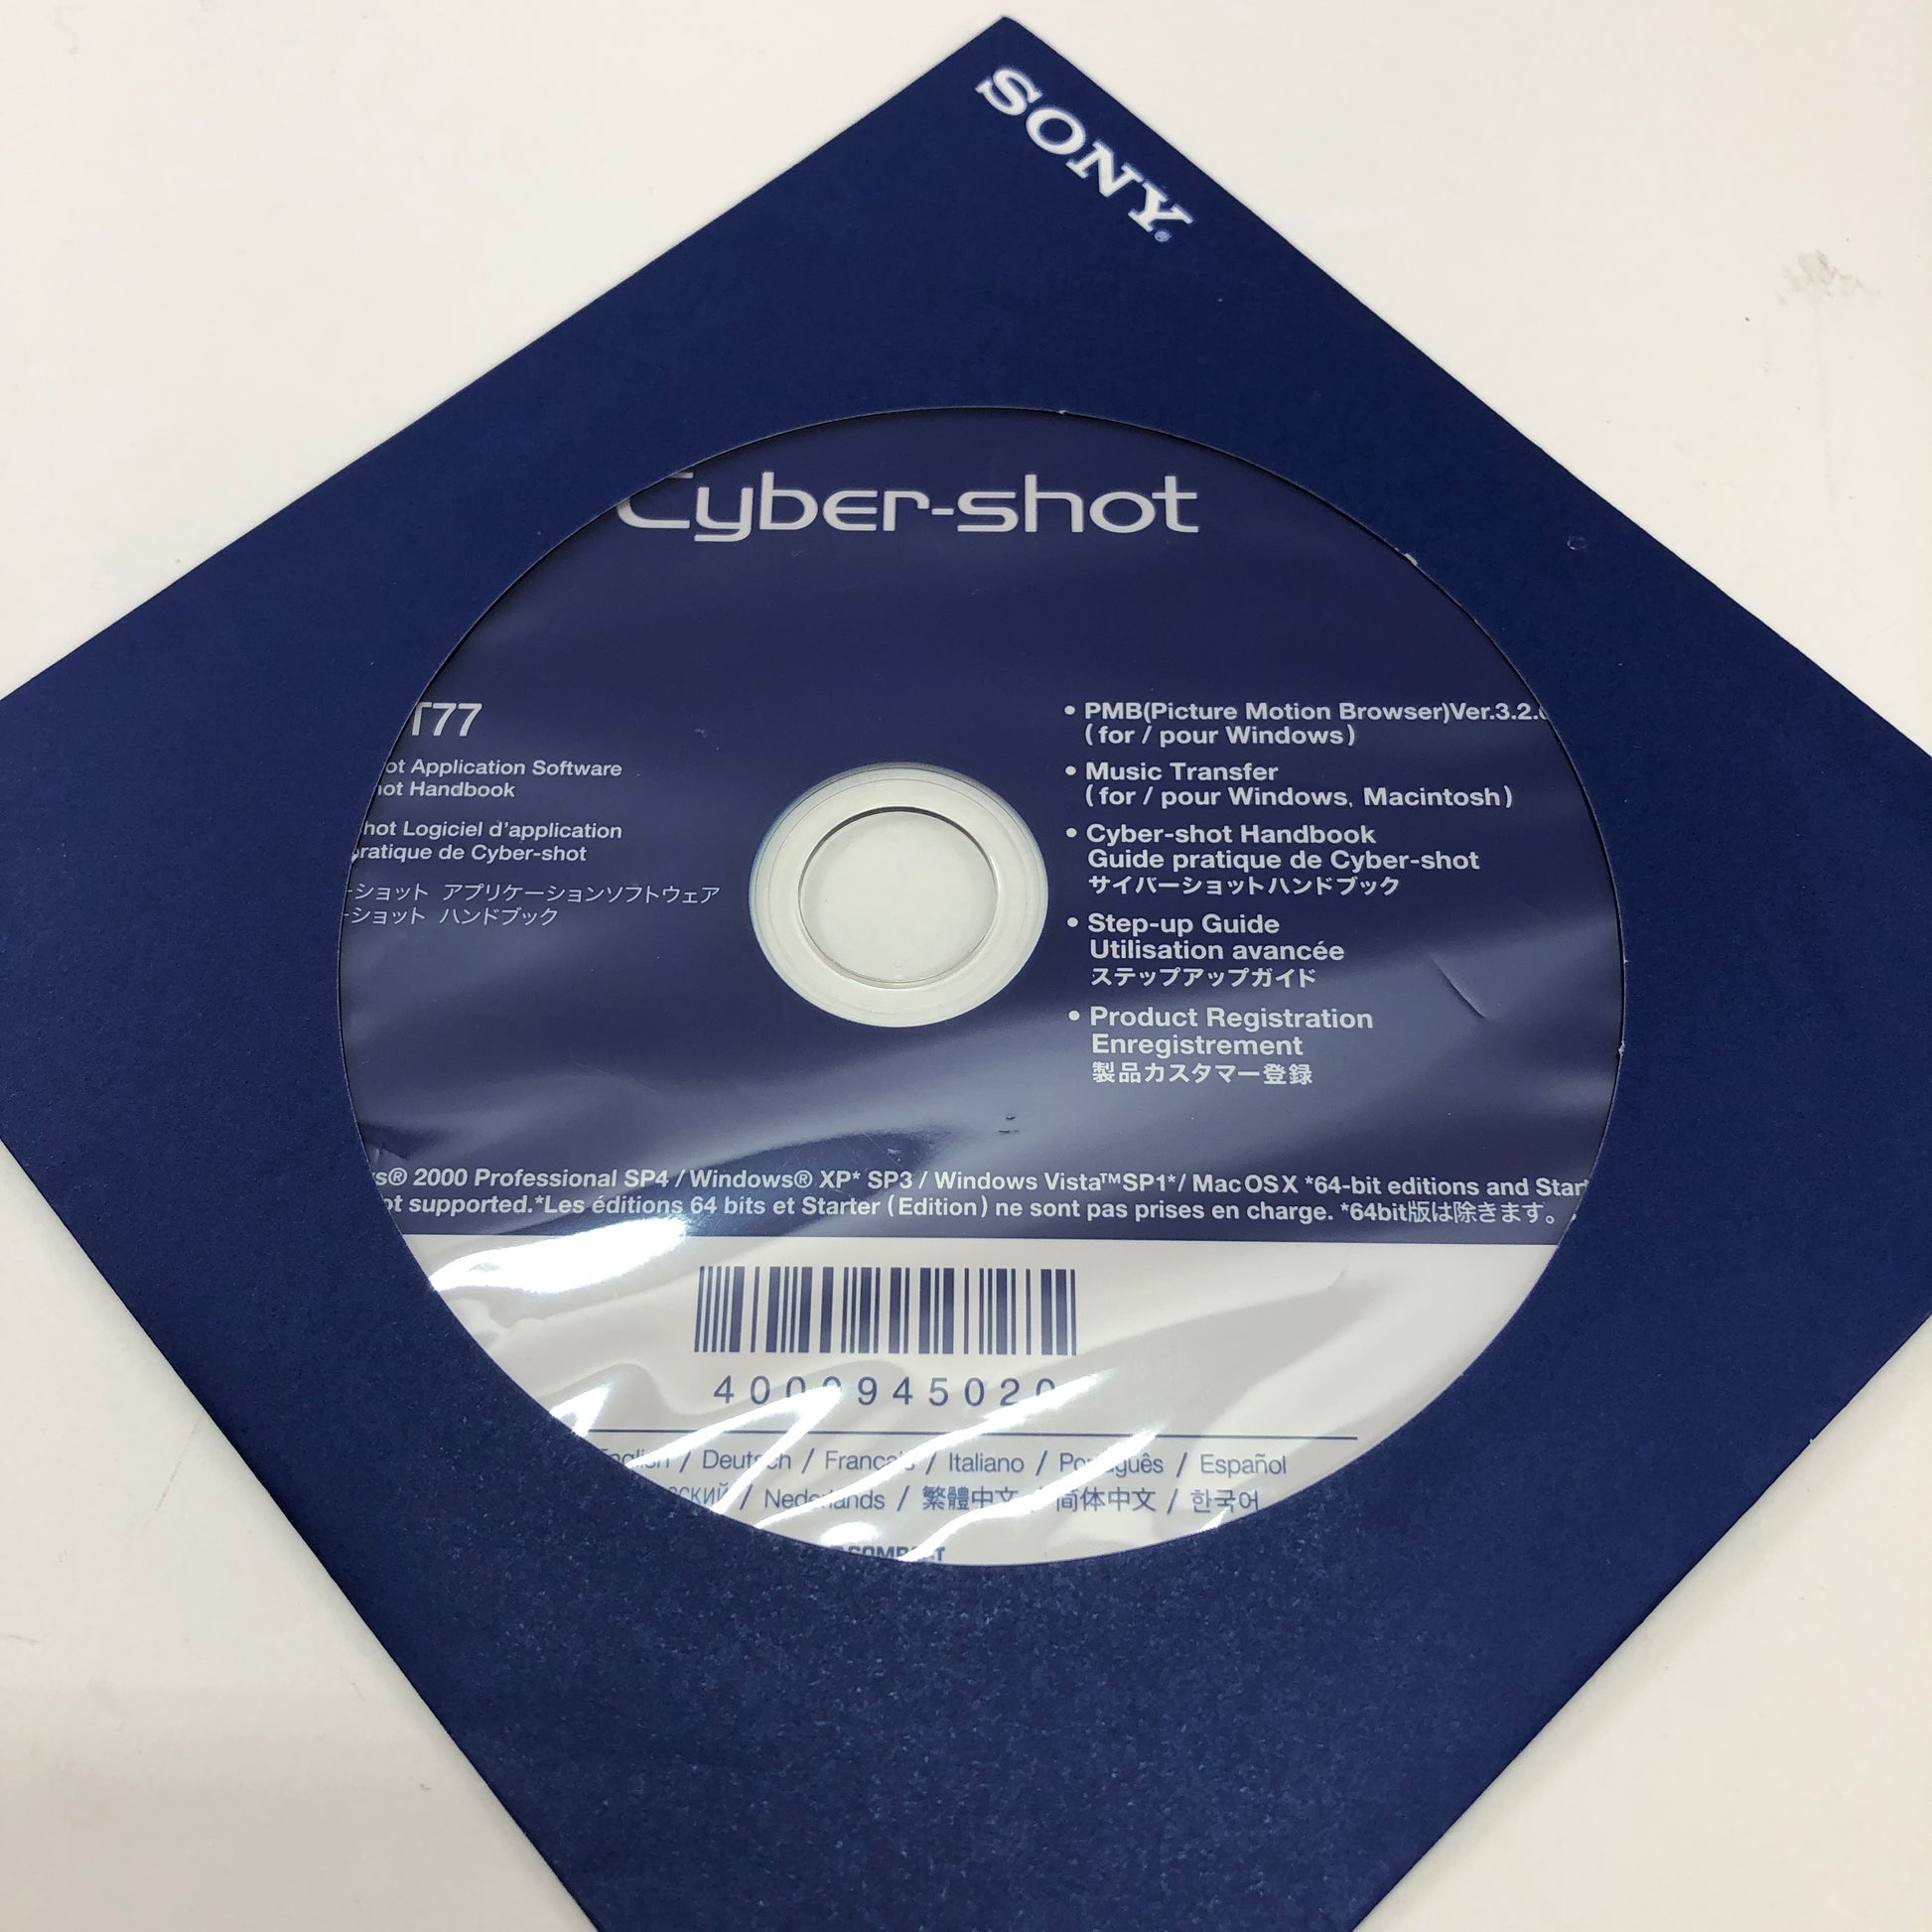 SONY
Cyber-shot
T77
Application Software
Handbook
Logiciel d'application
pratique de Cyber-shot
ショット アプリケーションソフトウェア
ショット ハンドブック
• PMB(Picture Motion Browser)Ver.3.2.
(for / pour Windows)
• Music Transfer
(for / pour Windows, Macintosh)
• Cyber-shot Handbook
Guide pratique de Cyber-shot
サイバーショットハンドブック
• Step-up Guide
Utilisation avancée
ステップアップガイド
• Product Registration
Enregistrement
製品カスタマー登録
2000 Professional SP4 / Windows® XP* SP3 / Windows Vista™SP1*/ Mac OS X *64-bit editions and
supported.*Les éditions 64 bits et Starter (Edition) ne sont pas prises en charge. *64bit版は除きます。
English / Deutsch / Français / Italiano / Português / Español
/ Nederlands / 繁體中文 / 简体中文 / 한국어